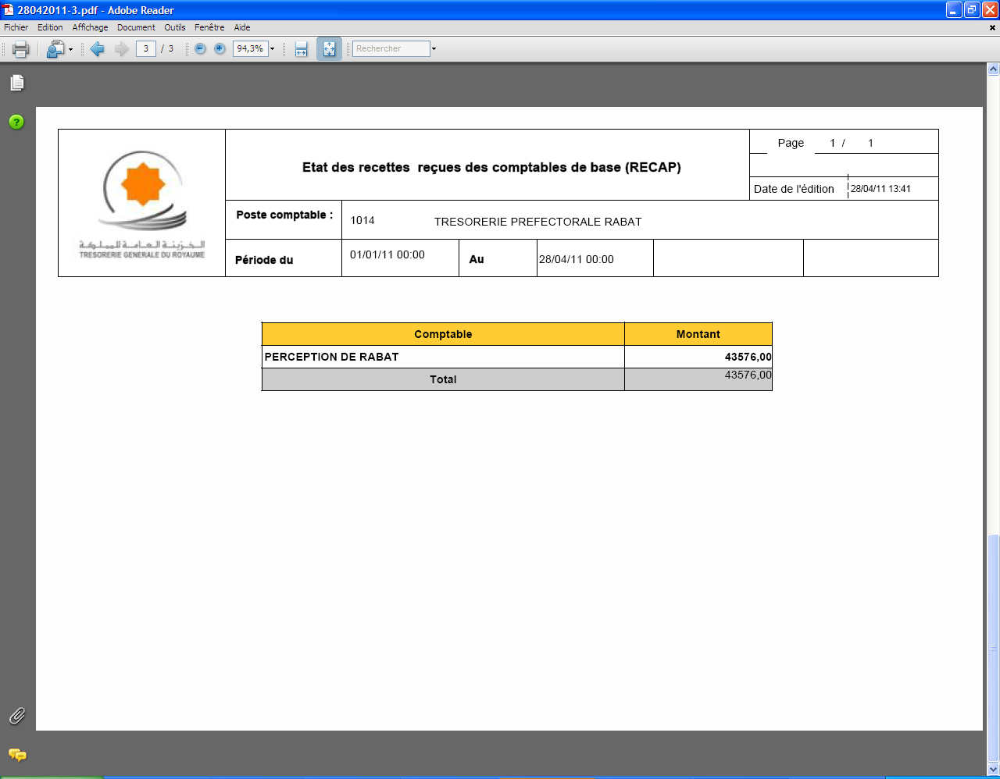 28042011-3.pdf - Adobe Reader
Fichier Edition Affichage Document Outils Fenêtre Aide
3 / 3 94,3% Rechercher
Page 1 / 1
Etat des recettes reçues des comptables de base (RECAP)
Date de l'édition 28/04/11 13:41
Poste comptable : 1014 TRESORERIE PREFECTORALE RABAT
الخزينة العامة للمملكة
TRESORERIE GENERALE DU ROYAUME
Période du 01/01/11 00:00 Au 28/04/11 00:00
Comptable Montant
PERCEPTION DE RABAT 43576,00
Total 43576,00